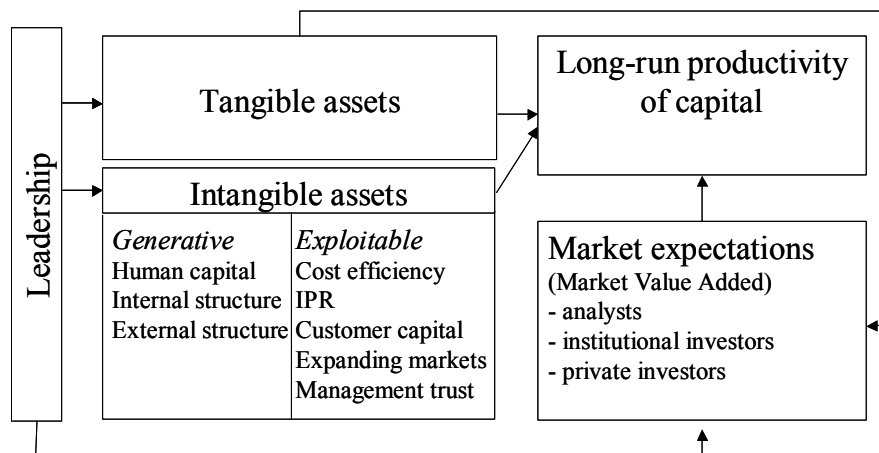 Leadership
Tangible assets
Intangible assets
Generative
Human capital
Internal structure
External structure
Exploitable
Cost efficiency
IPR
Customer capital
Expanding markets
Management trust
Long-run productivity
of capital
Market expectations
(Market Value Added)
- analysts
- institutional investors
- private investors